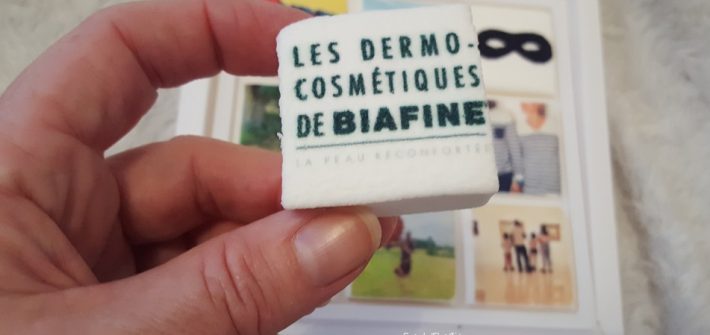 LES DERMO-
COSMÉTIQUES
DE BIAFINE
LA PEAU RÉCONFORTÉE